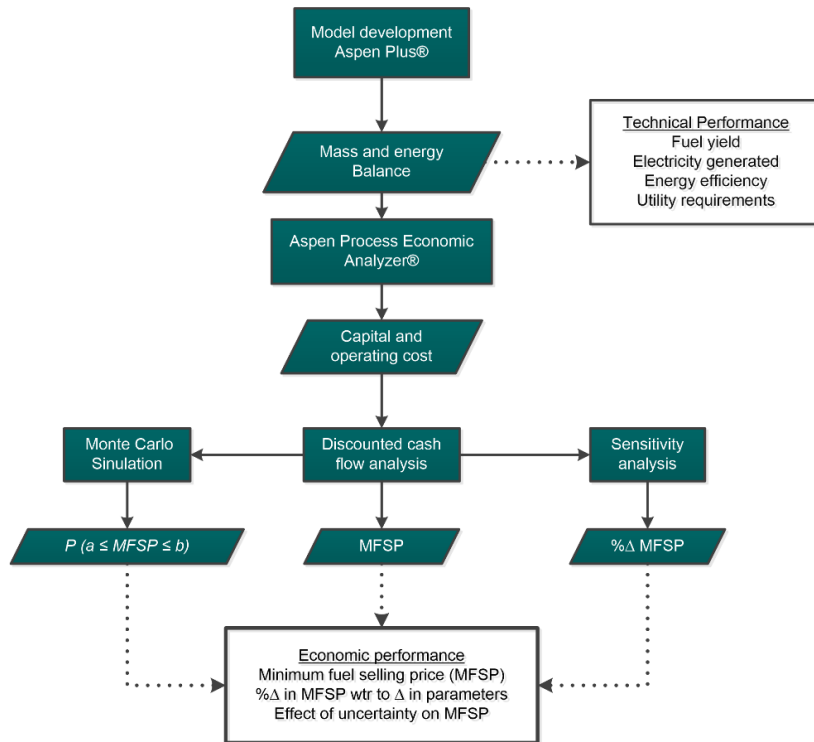 Model development
Aspen Plus®
Technical Performance
Fuel yield
Electricity generated
Energy efficiency
Utility requirements
Mass and energy
Balance
Aspen Process Economic
Analyzer®
Capital and
operating cost
Monte Carlo
Sinulation
Discounted cash
flow analysis
Sensitivity
analysis
P (a ≤ MFSP ≤ b)
MFSP
%Δ MFSP
Economic performance
Minimum fuel selling price (MFSP)
%Δ in MFSP wtr to Δ in parameters
Effect of uncertainty on MFSP